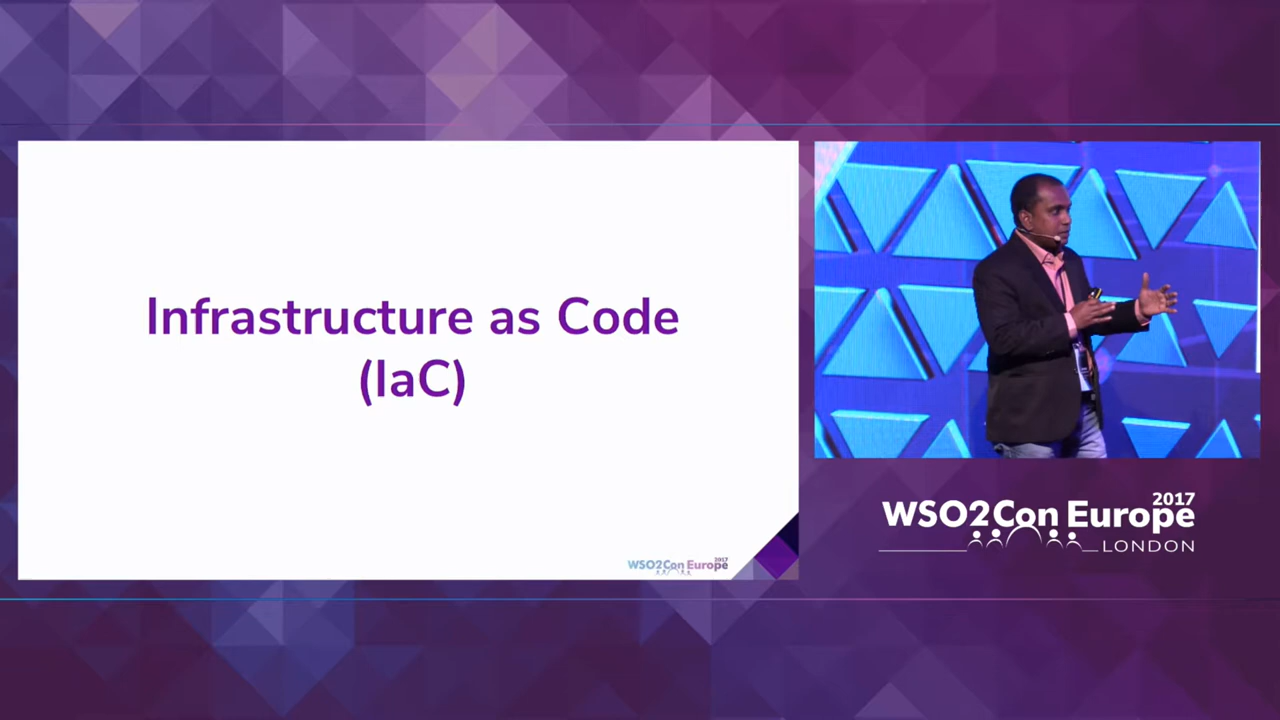 Infrastructure as Code
(IaC)
WSO2Con Europe 2017
WSO2Con Europe 2017
LONDON